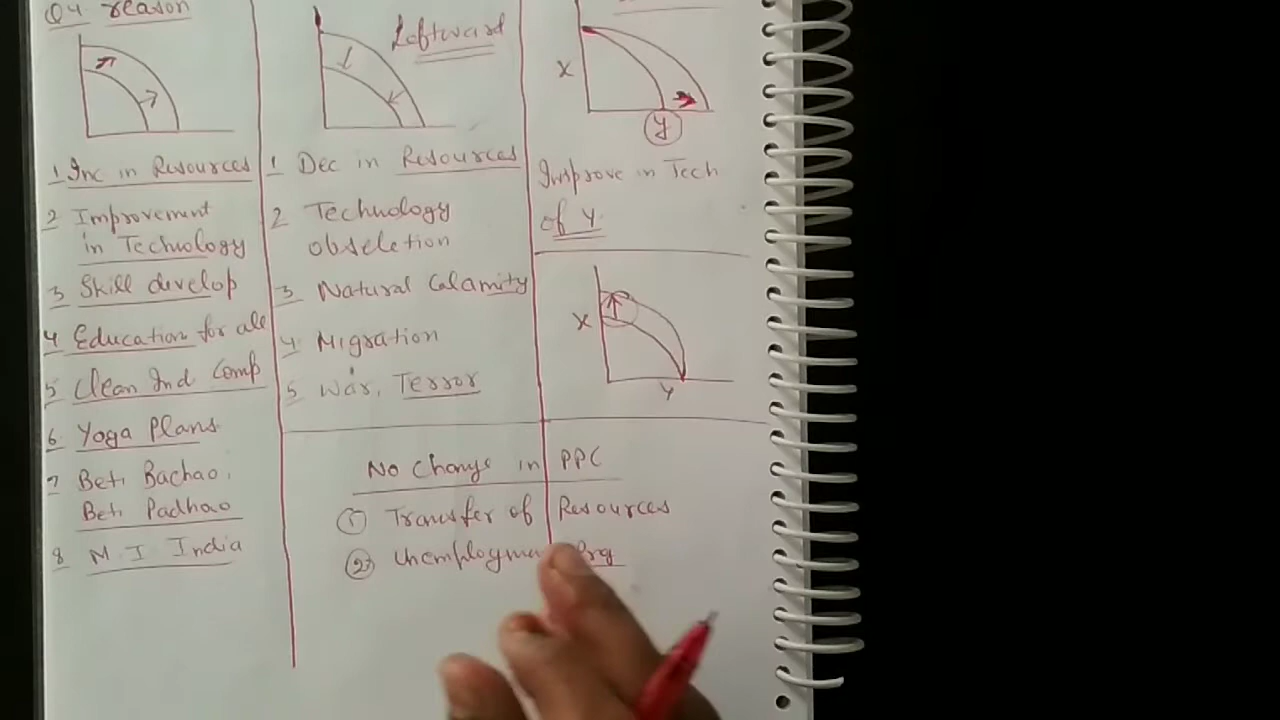 Q4 reason
1 Inc in Resources
2 Improvement
in Technology
3 Skill develop
4 Education for all
5 Clean Ind Comp
6 Yoga Plans
7 Beti Bachao,
Beti Padhao
8 M. I India
Leftward
1 Dec in Resources
2 Technology
obseletion
3 Natural Calamity
4 Migration
5 War, Terror
X
Y
Improve in Tech
of Y
X
Y
No Change in PPC
① Transfer of Resources
②